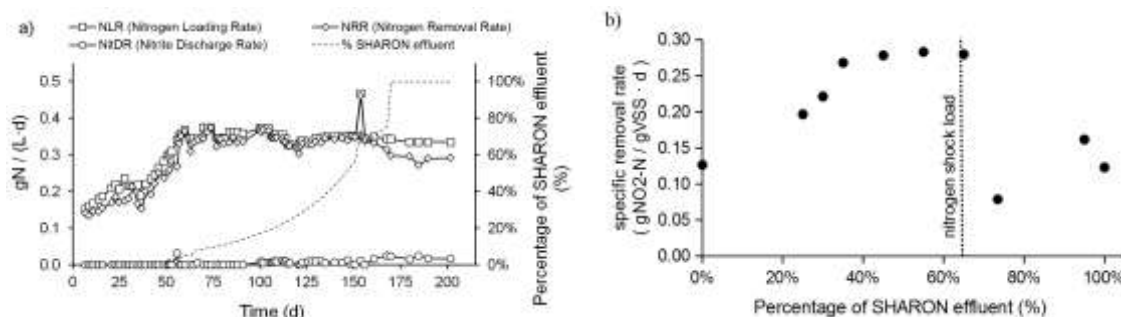 a)
NLR (Nitrogen Loading Rate) NRR (Nitrogen Removal Rate)
NitDR (Nitrite Discharge Rate) % SHARON effluent
gN / (L·d)
0.5
0.4
0.3
0.2
0.1
0.0
100%
80%
60%
40%
20%
0%
Percentage of SHARON effluent
(%)
0 25 50 75 100 125 150 175 200
Time (d)
b)
specific removal rate
( gNO2-N / gVSS · d )
0.30
0.25
0.20
0.15
0.10
0.05
0.00
nitrogen shock load
0% 20% 40% 60% 80% 100%
Percentage of SHARON effluent (%)